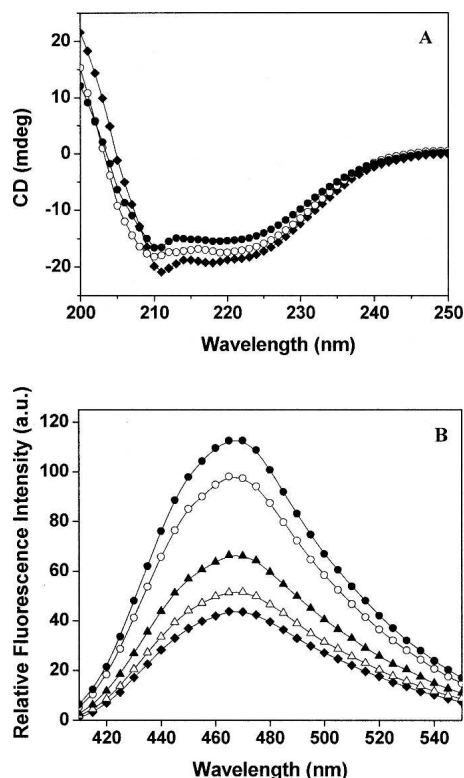 A
20
10
0
-10
-20
CD (mdeg)
200 210 220 230 240 250
Wavelength (nm)
B
120
100
80
60
40
20
0
Relative Fluorescence Intensity (a.u.)
420 440 460 480 500 520 540
Wavelength (nm)